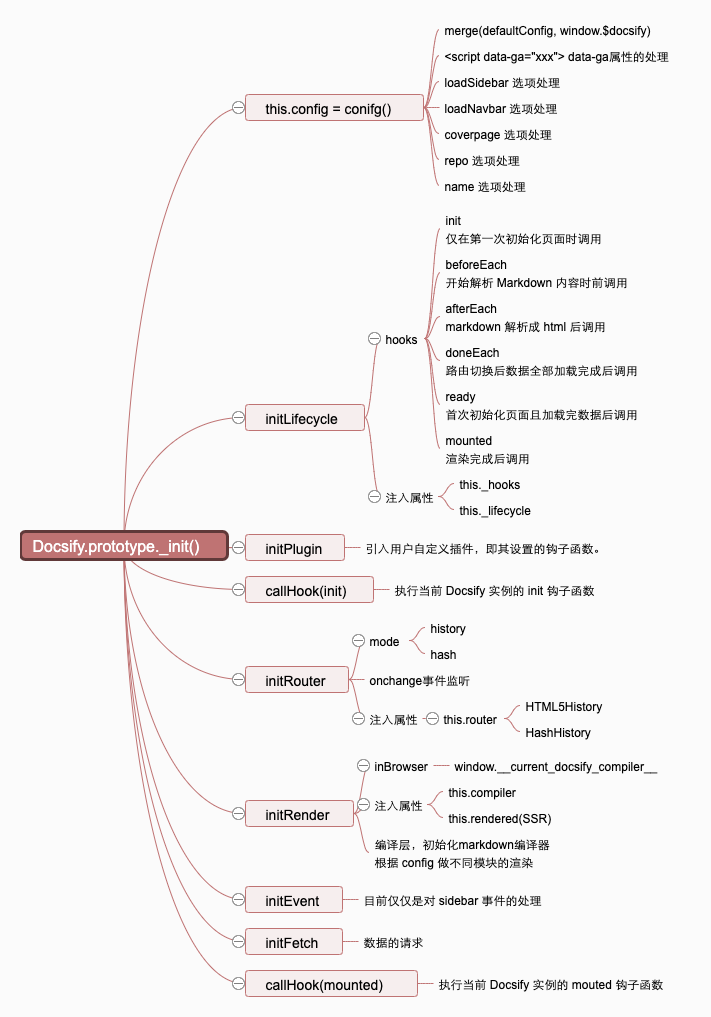 Docsify.prototype._init()
this.config = conifg()
merge(defaultConfig, window.$docsify)
<script data-ga="xxx"> data-ga属性的处理
loadSidebar 选项处理
loadNavbar 选项处理
coverpage 选项处理
repo 选项处理
name 选项处理
initLifecycle
hooks
init
仅在第一次初始化页面时调用
beforeEach
开始解析 Markdown 内容时前调用
afterEach
markdown 解析成 html 后调用
doneEach
路由切换后数据全部加载完成后调用
ready
首次初始化页面且加载完数据后调用
mounted
渲染完成后调用
注入属性
this._hooks
this._lifecycle
initPlugin
引入用户自定义插件，即其设置的钩子函数。
callHook(init)
执行当前 Docsify 实例的 init 钩子函数
initRouter
mode
history
hash
onchange事件监听
注入属性
this.router
HTML5History
HashHistory
initRender
inBrowser
window.__current_docsify_compiler__
注入属性
this.compiler
this.rendered(SSR)
编译层，初始化markdown编译器
根据 config 做不同模块的渲染
initEvent
目前仅仅是对 sidebar 事件的处理
initFetch
数据的请求
callHook(mounted)
执行当前 Docsify 实例的 mouted 钩子函数